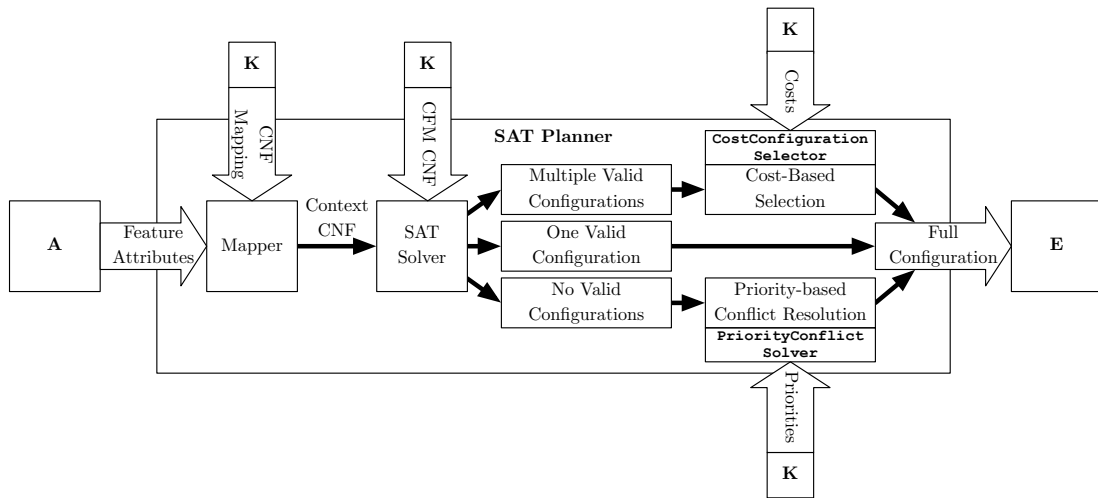 K
K
K
CNF
Mapping
CFM CNF
Costs
SAT Planner
CostConfiguration
Selector
Cost-Based
Selection
Multiple Valid
Configurations
A
Feature
Attributes
Mapper
Context
CNF
SAT
Solver
One Valid
Configuration
Full
Configuration
E
No Valid
Configurations
Priority-based
Conflict Resolution
PriorityConflict
Solver
Priorities
K